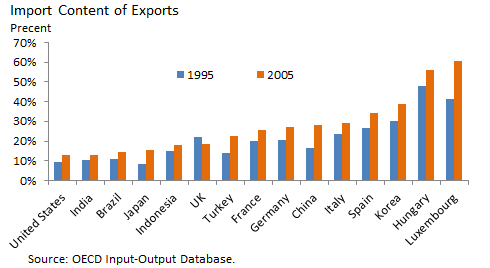 Import Content of Exports
Precent
70%
60%
50%
40%
30%
20%
10%
0%
1995
2005
United States
India
Brazil
Japan
Indonesia
UK
Turkey
France
Germany
China
Italy
Spain
Korea
Hungary
Luxembourg
Source: OECD Input-Output Database.